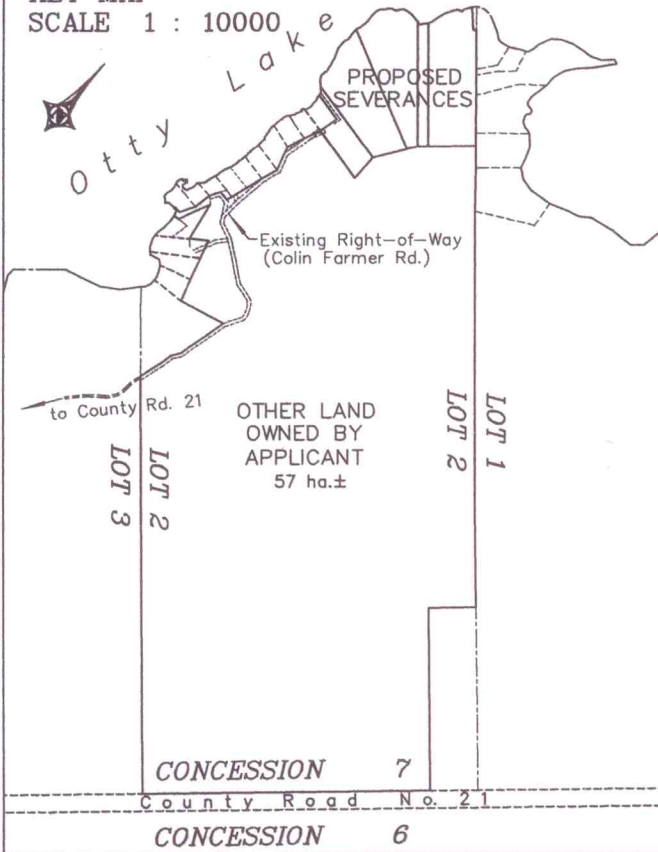 SCALE 1 : 10000
Otty Lake
PROPOSED
SEVERANCES
Existing Right-of-Way
(Colin Farmer Rd.)
to County Rd. 21
OTHER LAND
OWNED BY
APPLICANT
57 ha.±
LOT 3
LOT 2
LOT 2
LOT 1
CONCESSION 7
County Road No. 21
CONCESSION 6